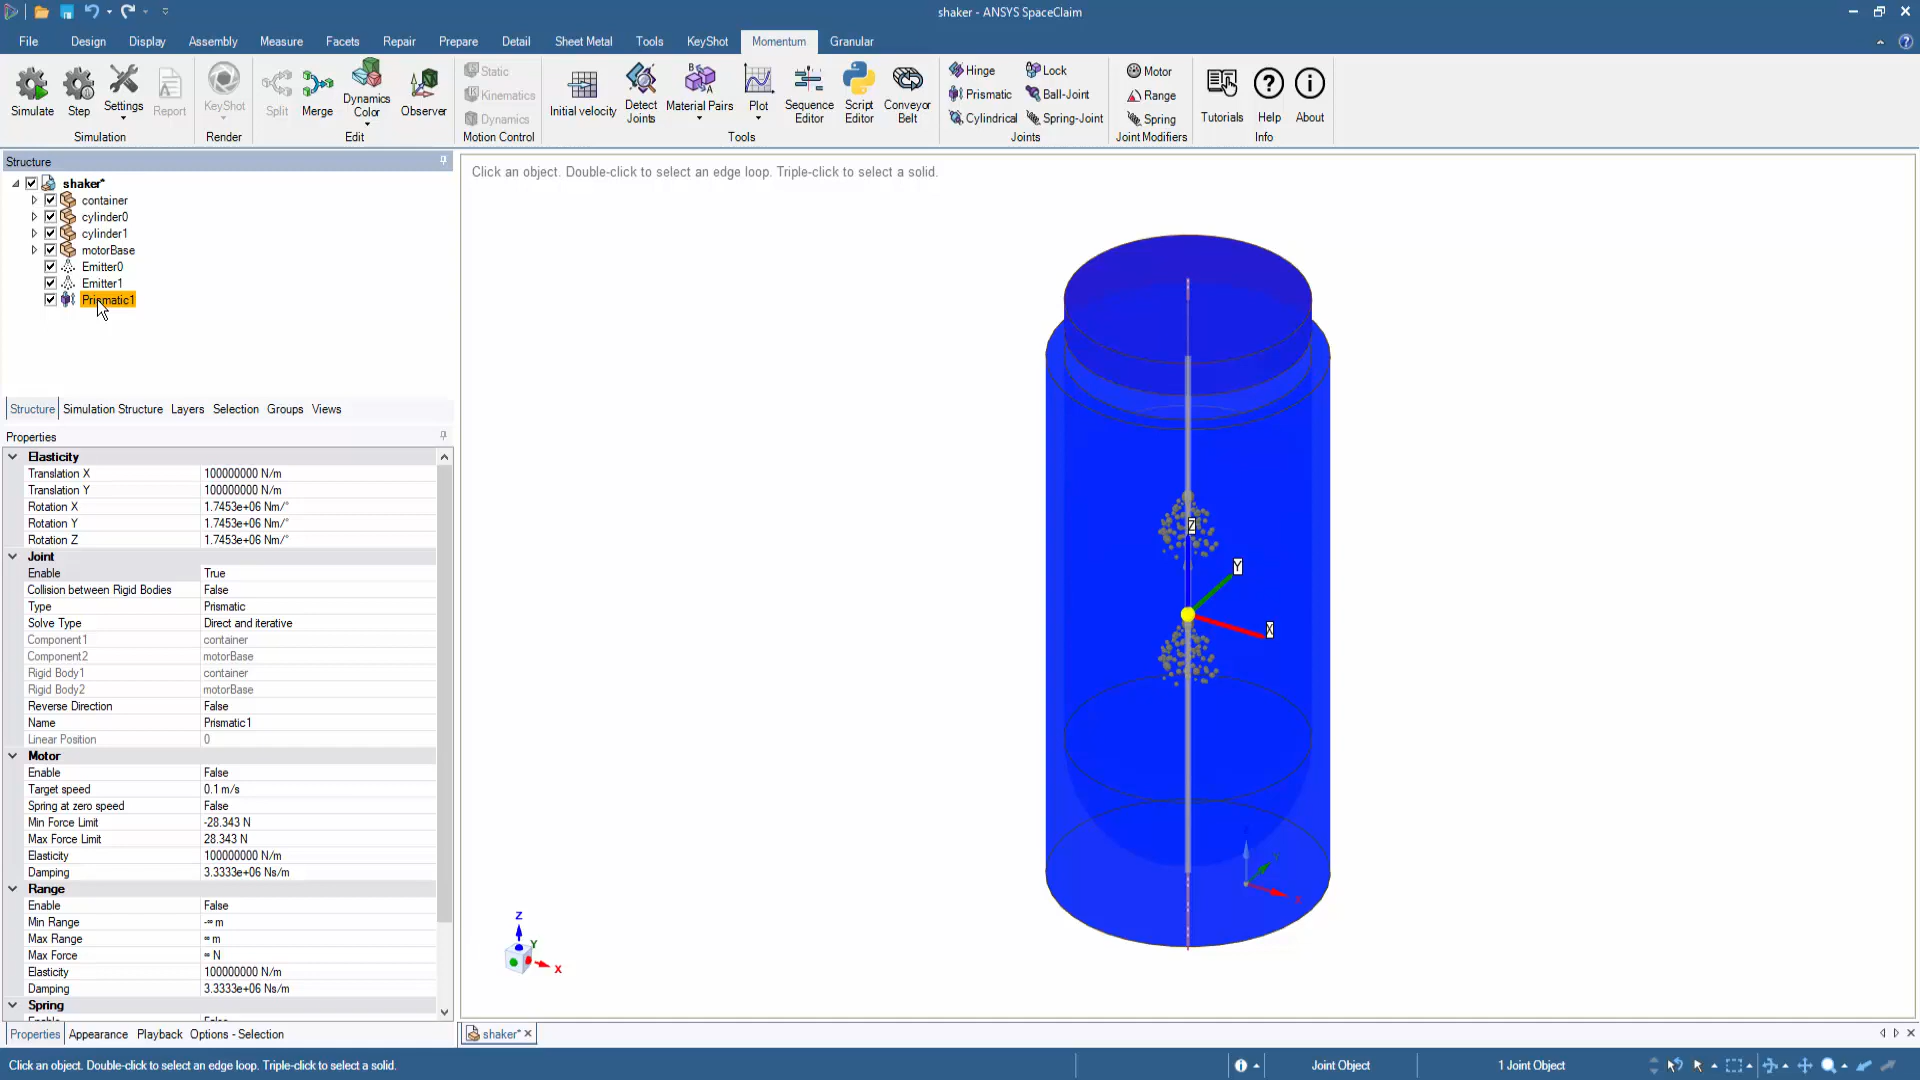 shaker - ANSYS SpaceClaim
File Design Display Assembly Measure Facets Repair Prepare Detail Sheet Metal Tools KeyShot Momentum Granular
Simulate Step Settings Report
Simulation
KeyShot
Render
Split Merge Dynamics Color Observer
Edit
Static
Kinematics
Dynamics
Motion Control
Initial velocity Detect Joints Material Pairs Plot Sequence Editor Script Editor Conveyor Belt
Tools
Hinge Lock
Prismatic Ball-Joint
Cylindrical Spring-Joint
Joints
Motor
Range
Spring
Joint Modifiers
Tutorials Help About
Info
Structure
shaker*
container
cylinder0
cylinder1
motorBase
Emitter0
Emitter1
Prismatic1
Structure Simulation Structure Layers Selection Groups Views
Properties
Elasticity
Translation X 100000000 N/m
Translation Y 100000000 N/m
Rotation X 1.7453e+06 Nm/°
Rotation Y 1.7453e+06 Nm/°
Rotation Z 1.7453e+06 Nm/°
Joint
Enable True
Collision between Rigid Bodies False
Type Prismatic
Solve Type Direct and iterative
Component1 container
Component2 motorBase
Rigid Body1 container
Rigid Body2 motorBase
Reverse Direction False
Name Prismatic1
Linear Position 0
Motor
Enable False
Target speed 0.1 m/s
Spring at zero speed False
Min Force Limit -28.343 N
Max Force Limit 28.343 N
Elasticity 100000000 N/m
Damping 3.3333e+06 Ns/m
Range
Enable False
Min Range -∞ m
Max Range ∞ m
Max Force ∞ N
Elasticity 100000000 N/m
Damping 3.3333e+06 Ns/m
Spring
Properties Appearance Playback Options - Selection
Click an object. Double-click to select an edge loop. Triple-click to select a solid.
Z
Y
X
Z
Y
X
shaker*
Click an object. Double-click to select an edge loop. Triple-click to select a solid.
Joint Object
1 Joint Object